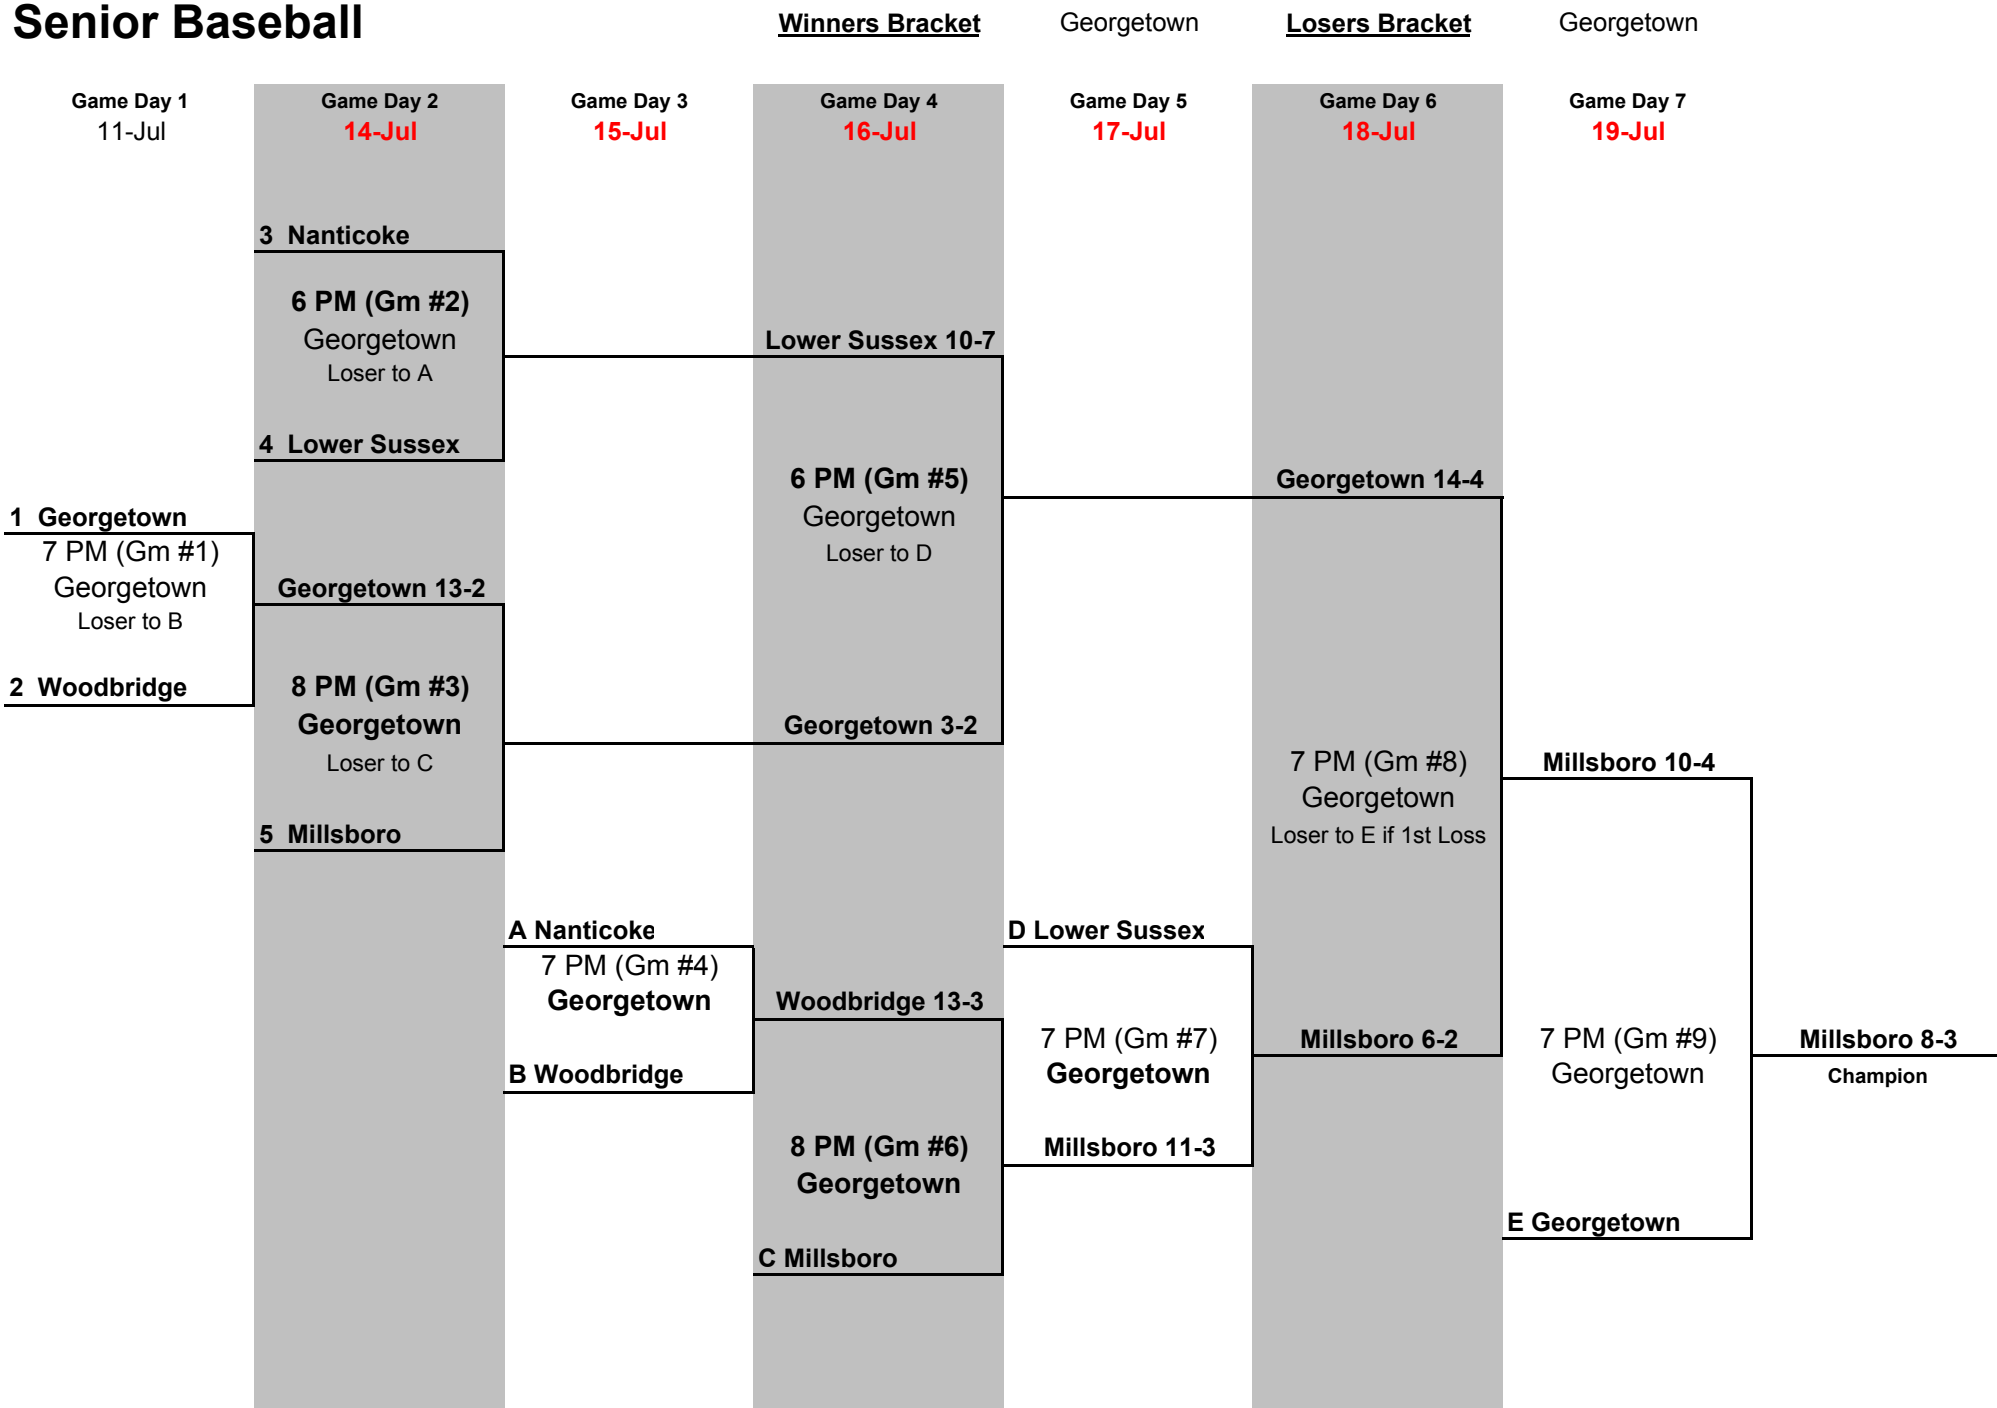 Senior Baseball
Winners Bracket Georgetown Losers Bracket Georgetown
Game Day 1 Game Day 2 Game Day 3 Game Day 4 Game Day 5 Game Day 6 Game Day 7
11-Jul 14-Jul 15-Jul 16-Jul 17-Jul 18-Jul 19-Jul
3 Nanticoke
6 PM (Gm #2)
Georgetown
Loser to A
4 Lower Sussex
1 Georgetown
7 PM (Gm #1)
Georgetown
Loser to B
2 Woodbridge
Georgetown 13-2
8 PM (Gm #3)
Georgetown
Loser to C
5 Millsboro
Lower Sussex 10-7
6 PM (Gm #5)
Georgetown
Loser to D
Georgetown 3-2
A Nanticoke
7 PM (Gm #4)
Georgetown
B Woodbridge
Woodbridge 13-3
8 PM (Gm #6)
Georgetown
C Millsboro
D Lower Sussex
7 PM (Gm #7)
Georgetown
Millsboro 11-3
Georgetown 14-4
7 PM (Gm #8)
Georgetown
Loser to E if 1st Loss
Millsboro 6-2
Millsboro 10-4
7 PM (Gm #9)
Georgetown
E Georgetown
Millsboro 8-3
Champion